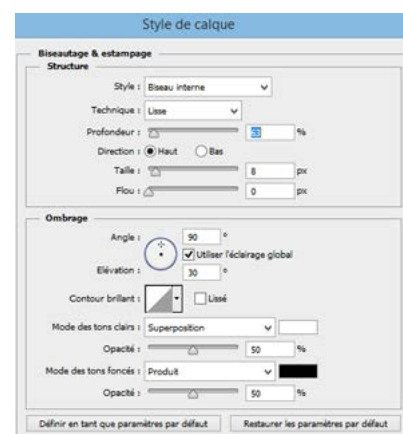 Style de calque
Biseautage & estampage
Structure
Style : Biseau interne
Technique : Lisse
Profondeur : 63 %
Direction : Haut Bas
Taille : 8 px
Flou : 0 px
Ombrage
Angle : 90 °
Utiliser l'éclairage global
Elévation : 30 °
Contour brillant : Lissé
Mode des tons clairs : Superposition
Opacité : 50 %
Mode des tons foncés : Produit
Opacité : 50 %
Définir en tant que paramètres par défaut Restaurer les paramètres par défaut